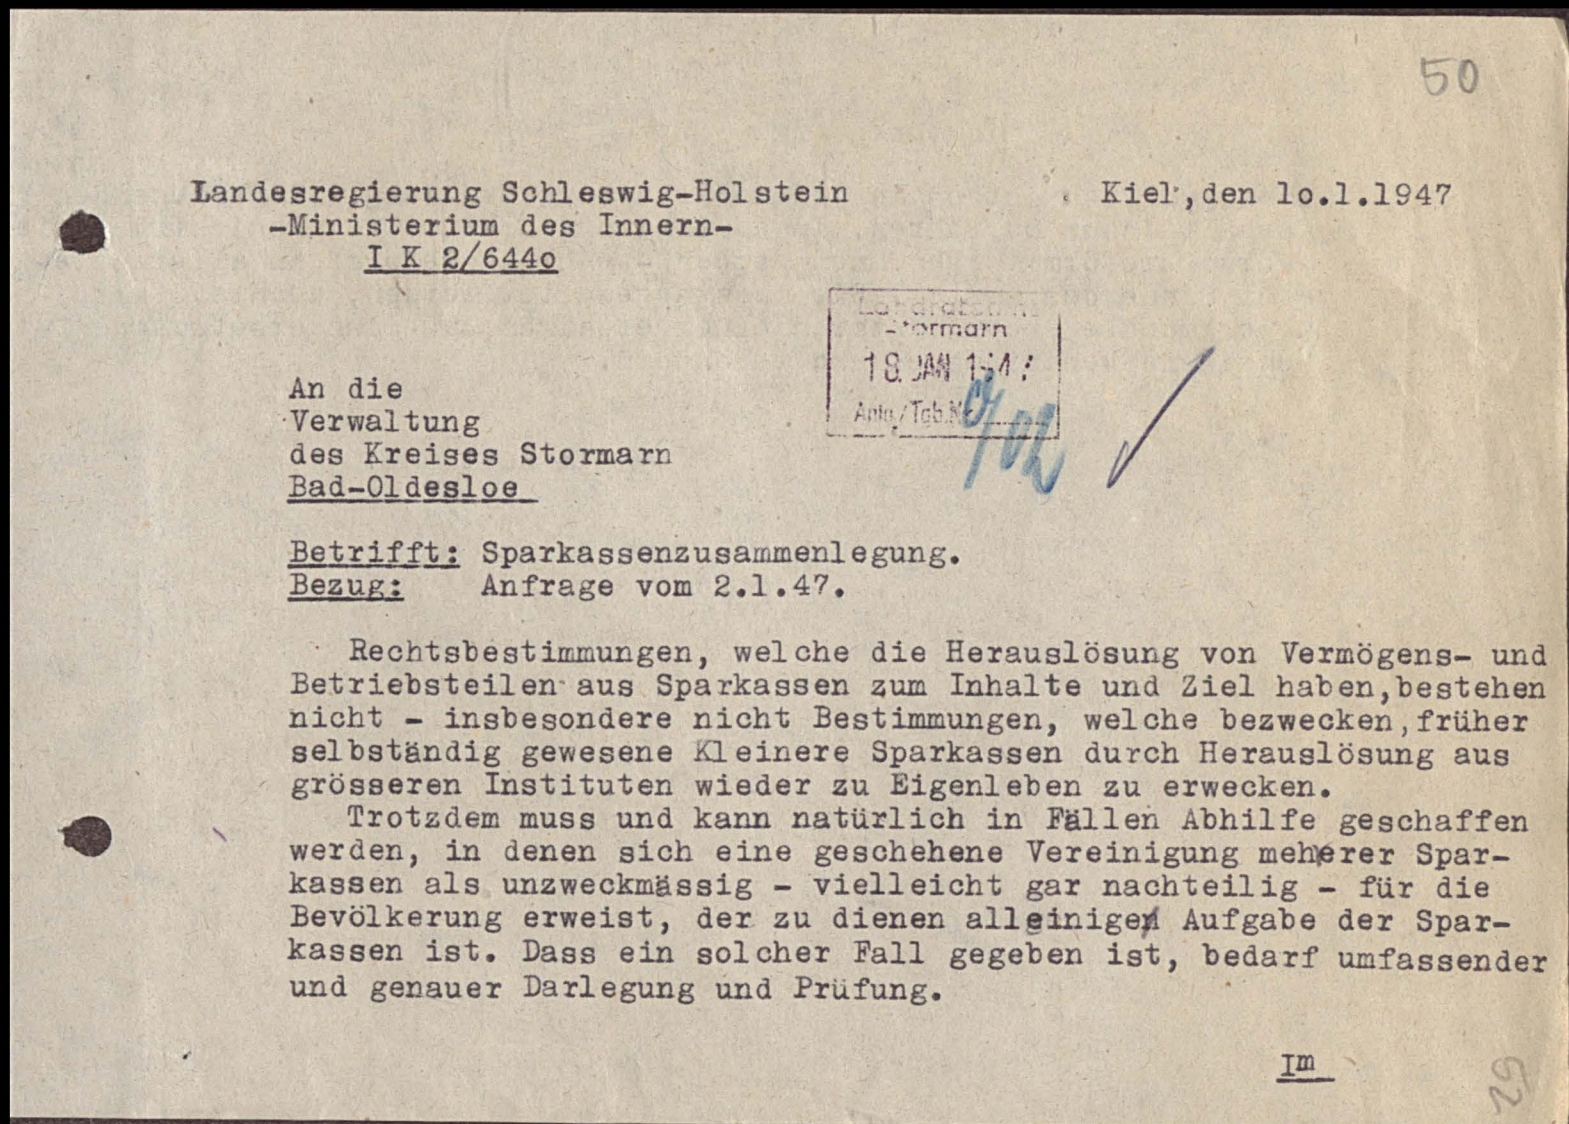 50
Landesregierung Schleswig-Holstein
Kiel, den lo.1.1947
-Ministerium des Innern-
I K 2/644o
Stormarn
18. JAN 1947
An die
Verwaltung
des Kreises Stormarn
Bad-Oldesloe
Betrifft: Sparkassenzusammenlegung.
Bezug: Anfrage vom 2.1.47.
Rechtsbestimmungen, welche die Herauslösung von Vermögens- und
Betriebsteilen aus Sparkassen zum Inhalte und Ziel haben,bestehen
nicht - insbesondere nicht Bestimmungen, welche bezwecken,früher
selbständig gewesene Kleinere Sparkassen durch Herauslösung aus
grösseren Instituten wieder zu Eigenleben zu erwecken.
Trotzdem muss und kann natürlich in Fällen Abhilfe geschaffen
werden, in denen sich eine geschehene Vereinigung meherer Spar-
kassen als unzweckmässig - vielleicht gar nachteilig - für die
Bevölkerung erweist, der zu dienen alleinige Aufgabe der Spar-
kassen ist. Dass ein solcher Fall gegeben ist, bedarf umfassender
und genauer Darlegung und Prüfung.
Im